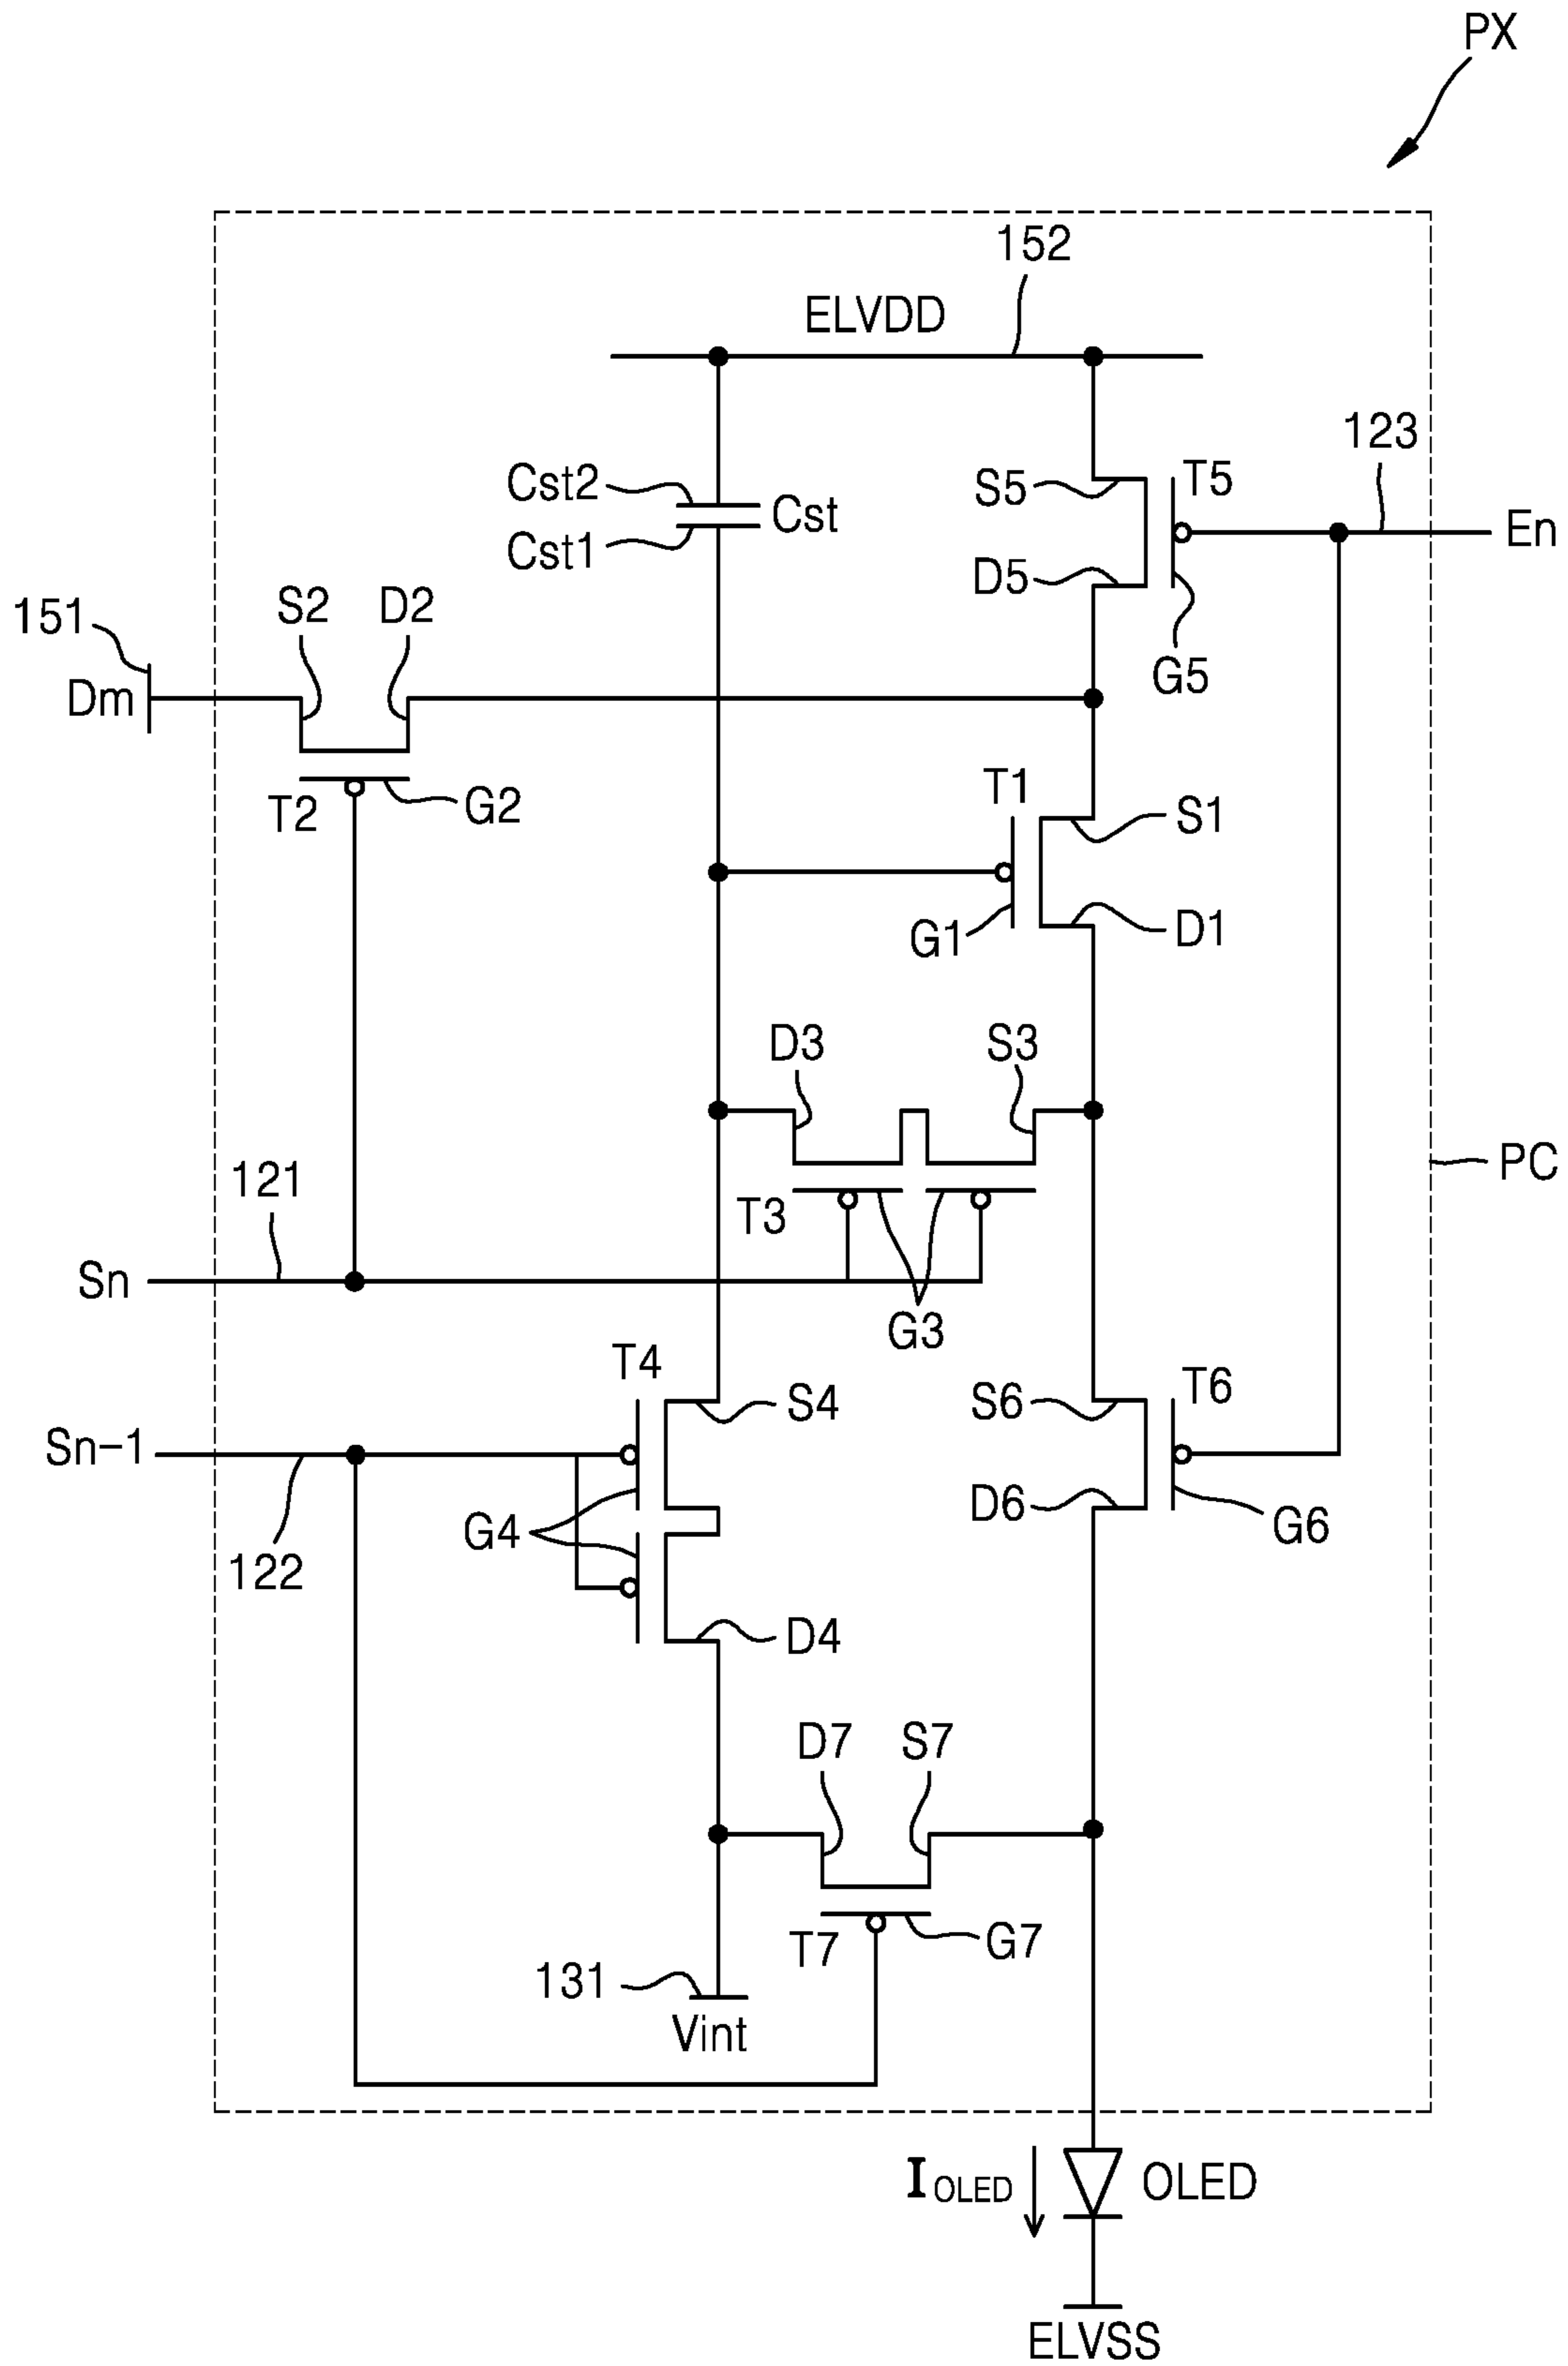 PX
152
ELVDD
123
Cst2
Cst
Cst1
S5
T5
En
D5
G5
151
S2
D2
Dm
T2
G2
T1
S1
G1
D1
D3
S3
PC
121
T3
Sn
G3
T4
S4
S6
T6
Sn-1
G4
D6
G6
122
D4
D7
S7
T7
G7
131
Vint
IOLED
OLED
ELVSS